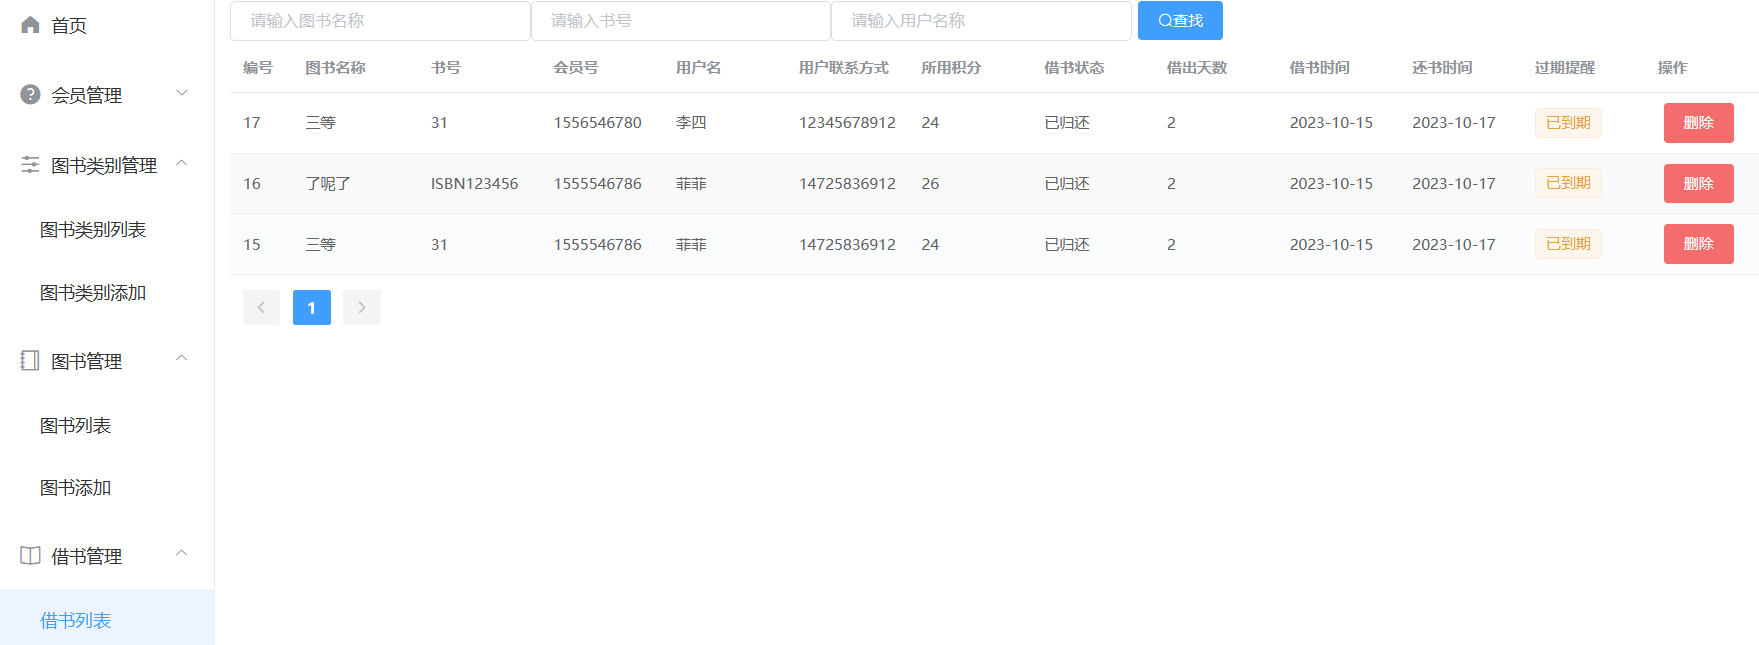 首页
会员管理
图书类别管理
图书类别列表
图书类别添加
图书管理
图书列表
图书添加
借书管理
借书列表
请输入图书名称 请输入书号 请输入用户名称 查找
编号 图书名称 书号 会员号 用户名 用户联系方式 所用积分 借书状态 借出天数 借书时间 还书时间 过期提醒 操作
17 三等 31 1556546780 李四 12345678912 24 已归还 2 2023-10-15 2023-10-17 已到期 删除
16 了呢了 ISBN123456 1555546786 菲菲 14725836912 26 已归还 2 2023-10-15 2023-10-17 已到期 删除
15 三等 31 1555546786 菲菲 14725836912 24 已归还 2 2023-10-15 2023-10-17 已到期 删除
1